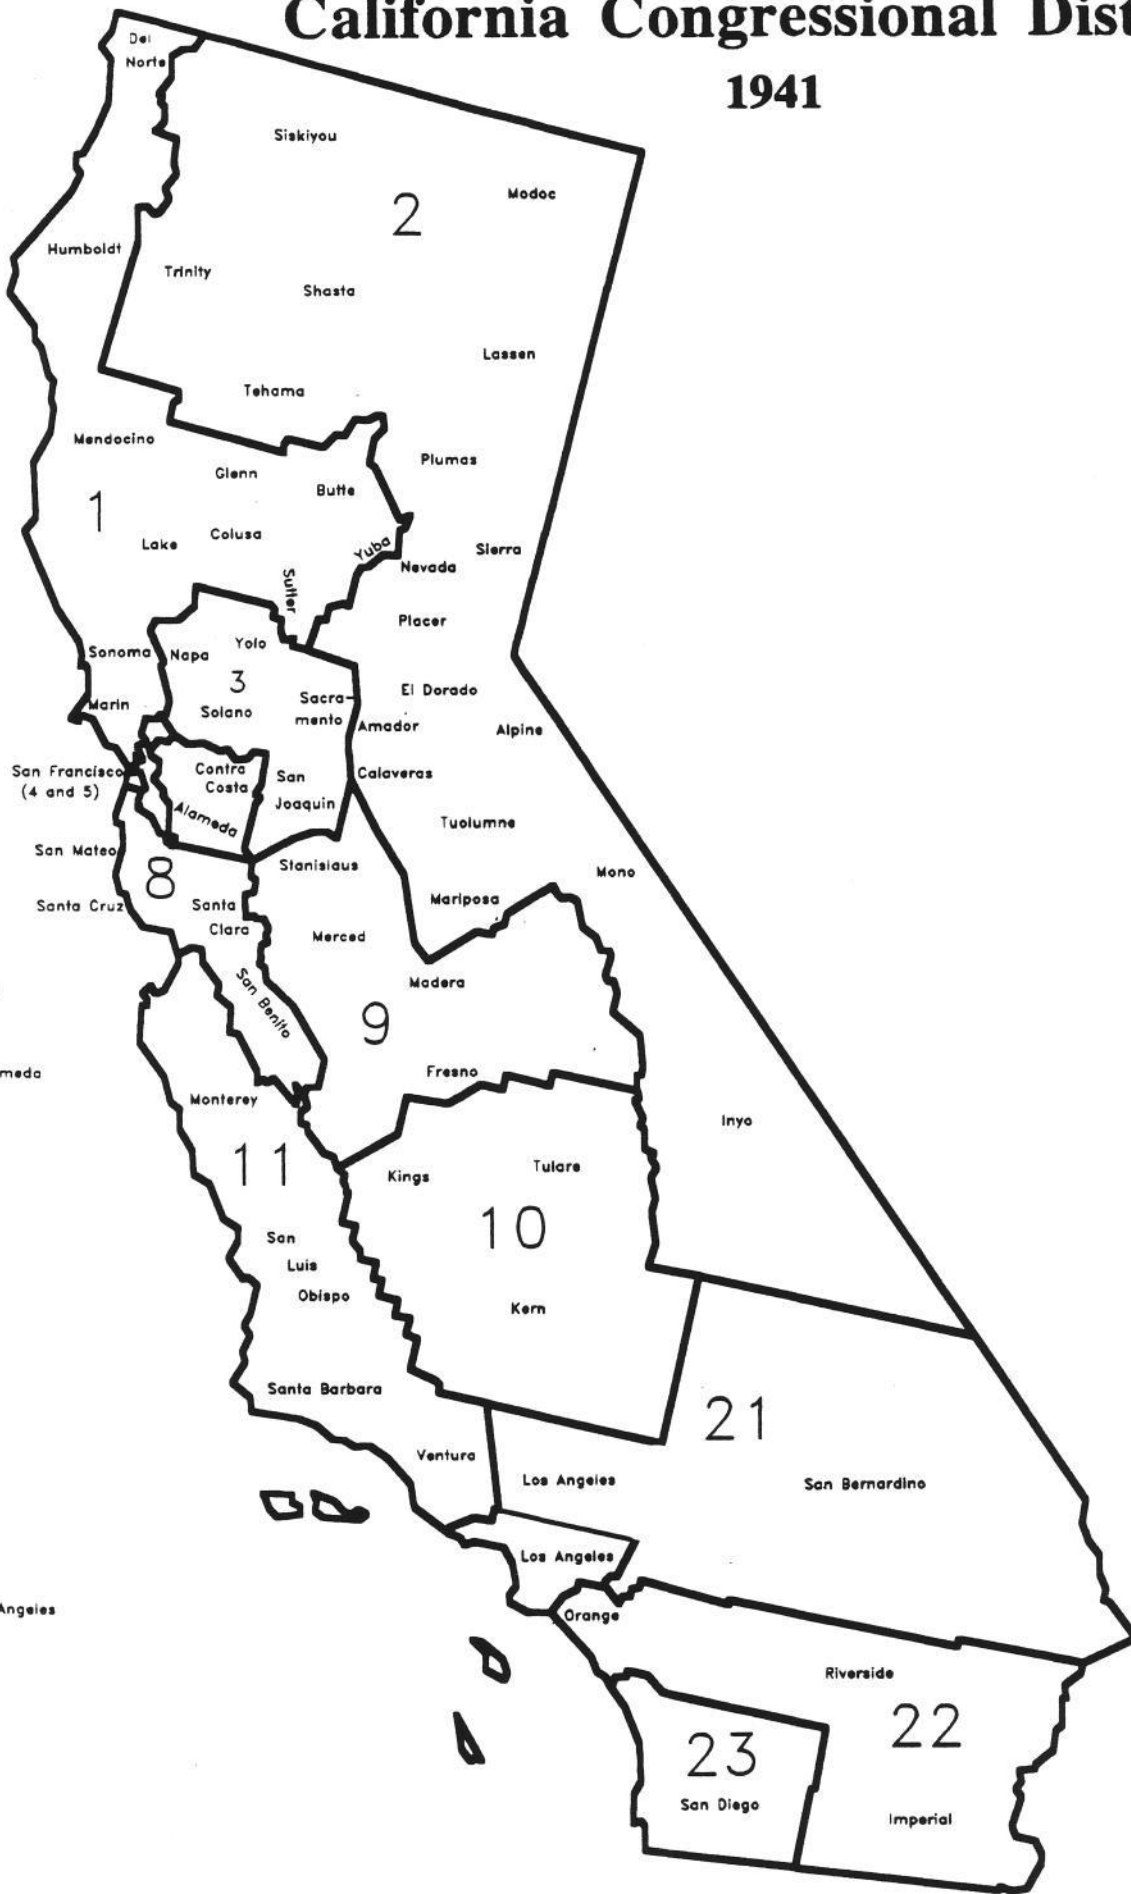 California Congressional Dist
1941
Del
Norte
Siskiyou
Modoc
2
Humboldt
Trinity
Shasta
Lassen
Tehama
Mendocino
Plumas
Glenn
Butte
1
Colusa
Lake
Yuba
Sierra
Nevada
Sutter
Placer
Yolo
Sonoma
Napa
3
El Dorado
Sacra-
mento
Marin
Solano
Amador
Alpine
San Francisco
(4 and 5)
Contra
Costa
San
Joaquin
Calaveras
Alameda
Tuolumne
San Mateo
Stanislaus
8
Mono
Santa Cruz
Santa
Clara
Mariposa
Merced
San Benito
Madera
9
meda
Fresno
Monterey
Inyo
11
Kings
Tulare
10
San
Luis
Obispo
Kern
Santa Barbara
21
Ventura
Los Angeles
San Bernardino
Los Angeles
Angeles
Orange
Riverside
22
23
San Diego
Imperial